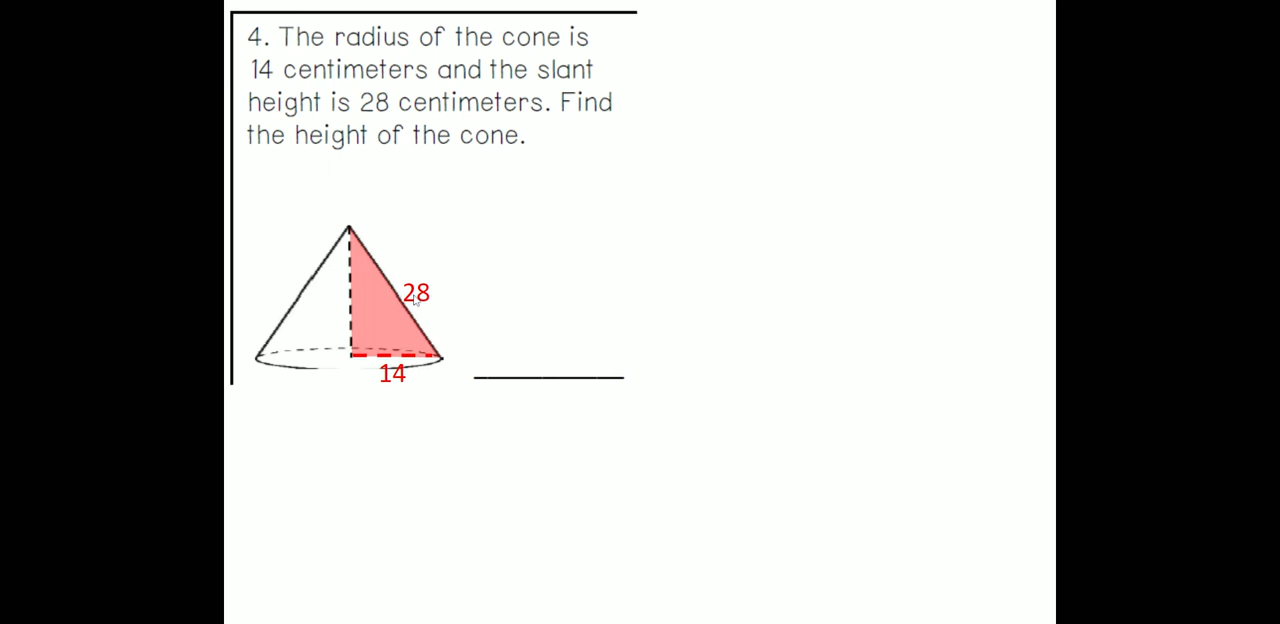 4. The radius of the cone is
14 centimeters and the slant
height is 28 centimeters. Find
the height of the cone.
28
14